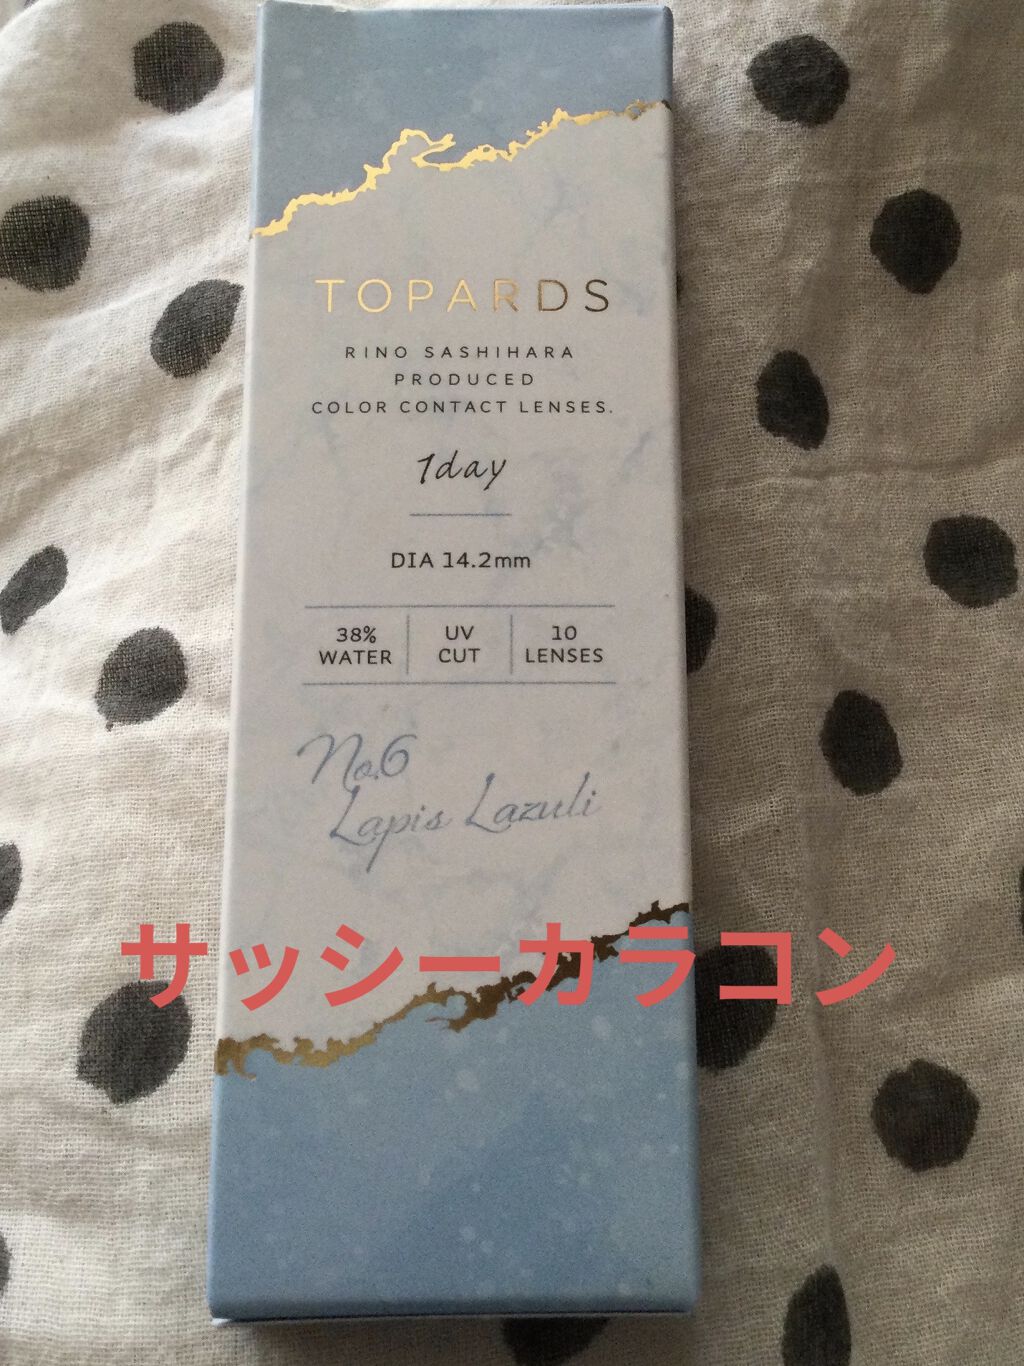 TOPARDS
RINO SASHIHARA
PRODUCED
COLOR CONTACT LENSES.
1day
DIA 14.2mm
38%
WATER
UV
CUT
10
LENSES
No.6
Lapis Lazuli
サッシーカラコン